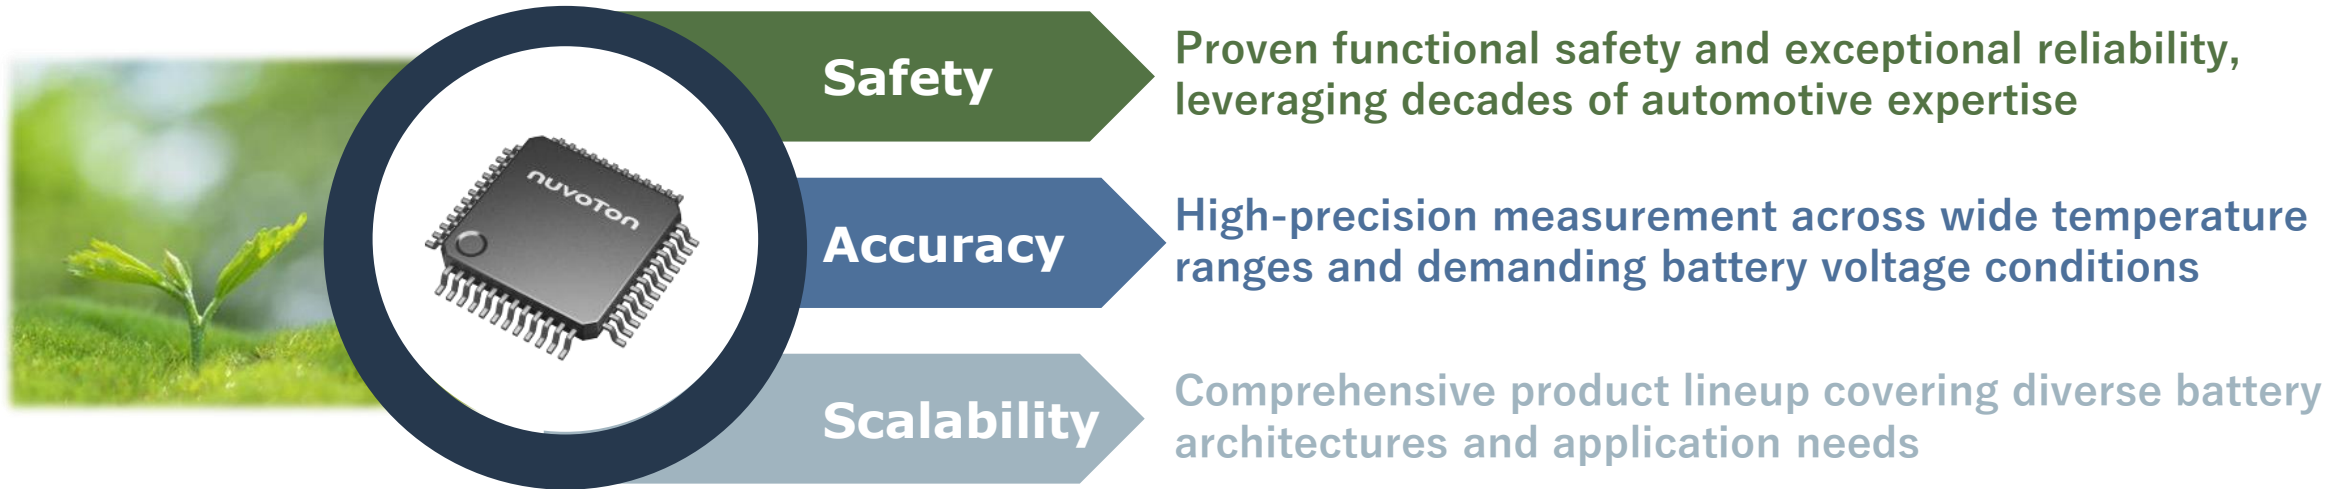 nuvoTon
Safety
Proven functional safety and exceptional reliability,
leveraging decades of automotive expertise
Accuracy
High-precision measurement across wide temperature
ranges and demanding battery voltage conditions
Scalability
Comprehensive product lineup covering diverse battery
architectures and application needs